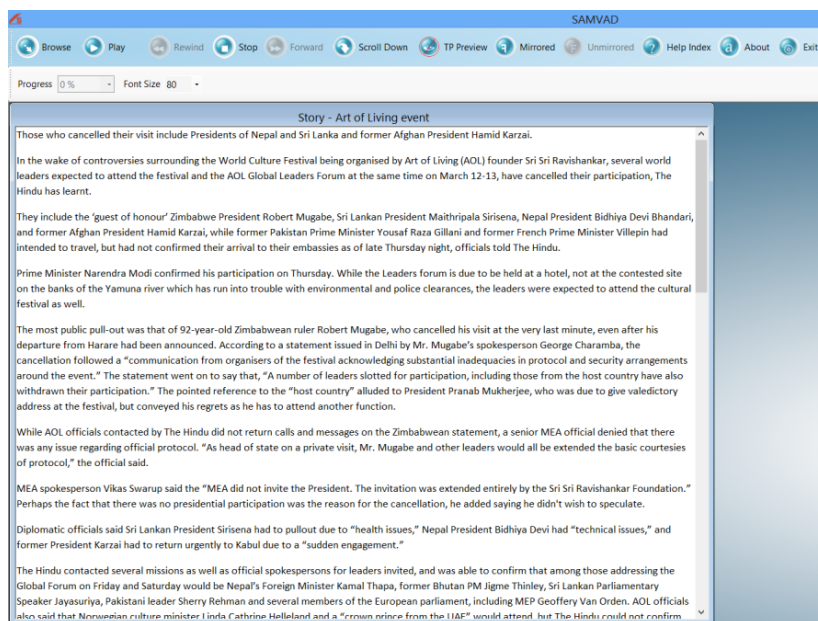 SAMVAD
Browse Play Rewind Stop Forward Scroll Down TP Preview Mirrored Unmirrored Help Index About Exit
Progress 0 % Font Size 80
Story - Art of Living event
Those who cancelled their visit include Presidents of Nepal and Sri Lanka and former Afghan President Hamid Karzai.
In the wake of controversies surrounding the World Culture Festival being organised by Art of Living (AOL) founder Sri Sri Ravishankar, several world
leaders expected to attend the festival and the AOL Global Leaders Forum at the same time on March 12-13, have cancelled their participation, The
Hindu has learnt.
They include the ‘guest of honour’ Zimbabwe President Robert Mugabe, Sri Lankan President Maithripala Sirisena, Nepal President Bidhiya Devi Bhandari,
and former Afghan President Hamid Karzai, while former Pakistan Prime Minister Yousaf Raza Gillani and former French Prime Minister Villepin had
intended to travel, but had not confirmed their arrival to their embassies as of late Thursday night, officials told The Hindu.
Prime Minister Narendra Modi confirmed his participation on Thursday. While the Leaders forum is due to be held at a hotel, not at the contested site
on the banks of the Yamuna river which has run into trouble with environmental and police clearances, the leaders were expected to attend the cultural
festival as well.
The most public pull-out was that of 92-year-old Zimbabwean ruler Robert Mugabe, who cancelled his visit at the very last minute, even after his
departure from Harare had been announced. According to a statement issued in Delhi by Mr. Mugabe’s spokesperson George Charamba, the
cancellation followed a “communication from organisers of the festival acknowledging substantial inadequacies in protocol and security arrangements
around the event.” The statement went on to say that, “A number of leaders slotted for participation, including those from the host country have also
withdrawn their participation.” The pointed reference to the “host country” alluded to President Pranab Mukherjee, who was due to give valedictory
address at the festival, but conveyed his regrets as he has to attend another function.
While AOL officials contacted by The Hindu did not return calls and messages on the Zimbabwean statement, a senior MEA official denied that there
was any issue regarding official protocol. “As head of state on a private visit, Mr. Mugabe and other leaders would all be extended the basic courtesies
of protocol,” the official said.
MEA spokesperson Vikas Swarup said the “MEA did not invite the President. The invitation was extended entirely by the Sri Sri Ravishankar Foundation.”
Perhaps the fact that there was no presidential participation was the reason for the cancellation, he added saying he didn't wish to speculate.
Diplomatic officials said Sri Lankan President Sirisena had to pullout due to “health issues,” Nepal President Bidhiya Devi had “technical issues,” and
former President Karzai had to return urgently to Kabul due to a “sudden engagement.”
The Hindu contacted several missions as well as official spokespersons for leaders invited, and was able to confirm that among those addressing the
Global Forum on Friday and Saturday would be Nepal’s Foreign Minister Kamal Thapa, former Bhutan PM Jigme Thinley, Sri Lankan Parliamentary
Speaker Jayasuriya, Pakistani leader Sherry Rehman and several members of the European parliament, including MEP Geoffery Van Orden. AOL officials
also said that Norwegian culture minister Linda Cathrine Helleland and a “crown prince from the UAE” would attend, but The Hindu could not confirm